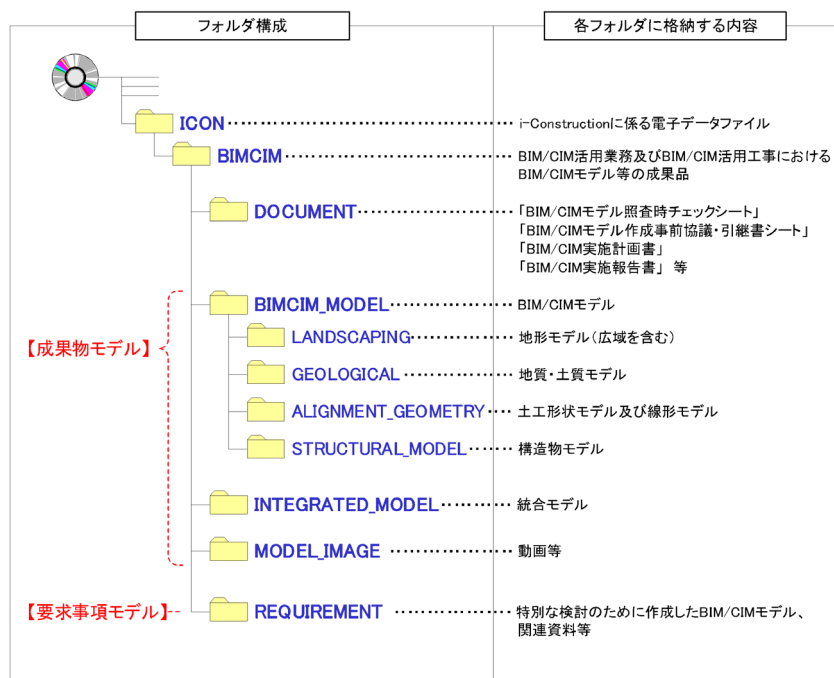 フォルダ構成
各フォルダに格納する内容
ICON
i-Constructionに係る電子データファイル
BIMCIM
BIM/CIM活用業務及びBIM/CIM活用工事における
BIM/CIMモデル等の成果品
DOCUMENT
「BIM/CIMモデル照査時チェックシート」
「BIM/CIMモデル作成事前協議・引継書シート」
「BIM/CIM実施計画書」
「BIM/CIM実施報告書」 等
【成果物モデル】
BIMCIM_MODEL
BIM/CIMモデル
LANDSCAPING
地形モデル(広域を含む)
GEOLOGICAL
地質・土質モデル
ALIGNMENT_GEOMETRY
土工形状モデル及び線形モデル
STRUCTURAL_MODEL
構造物モデル
INTEGRATED_MODEL
統合モデル
MODEL_IMAGE
動画等
【要求事項モデル】
REQUIREMENT
特別な検討のために作成したBIM/CIMモデル、
関連資料等